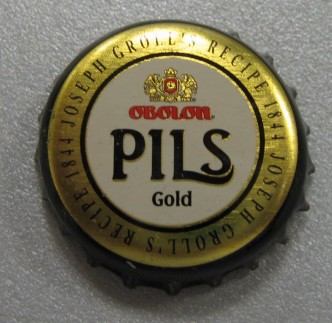 JOSEPH GROLL'S RECIPE 1844 JOSEPH GROLL'S RECIPE 1844
OBOLON
PILS
Gold